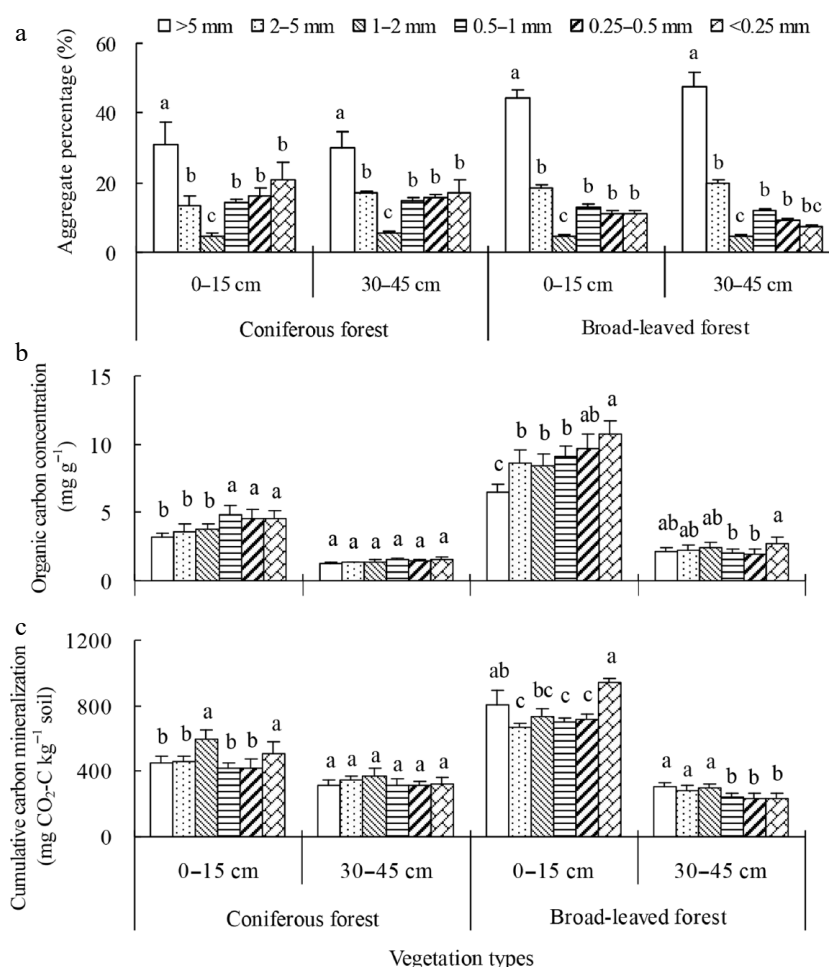 a
>5 mm 2–5 mm 1–2 mm 0.5–1 mm 0.25–0.5 mm <0.25 mm
Aggregate percentage (%)
60
40
20
0
a b c b b b
a b c b b b
a b c b b b
a b c b b bc
0–15 cm 30–45 cm 0–15 cm 30–45 cm
Coniferous forest Broad-leaved forest
b
Organic carbon concentration
(mg g⁻¹)
15
10
5
0
b b b a a a
a a a a a a
c b b b ab a
ab ab ab b b a
c
Cumulative carbon mineralization
(mg CO₂-C kg⁻¹ soil)
1200
800
400
0
b b a b b a
a a a a a a
ab c bc c c a
a a a b b b
0–15 cm 30–45 cm 0–15 cm 30–45 cm
Coniferous forest Broad-leaved forest
Vegetation types